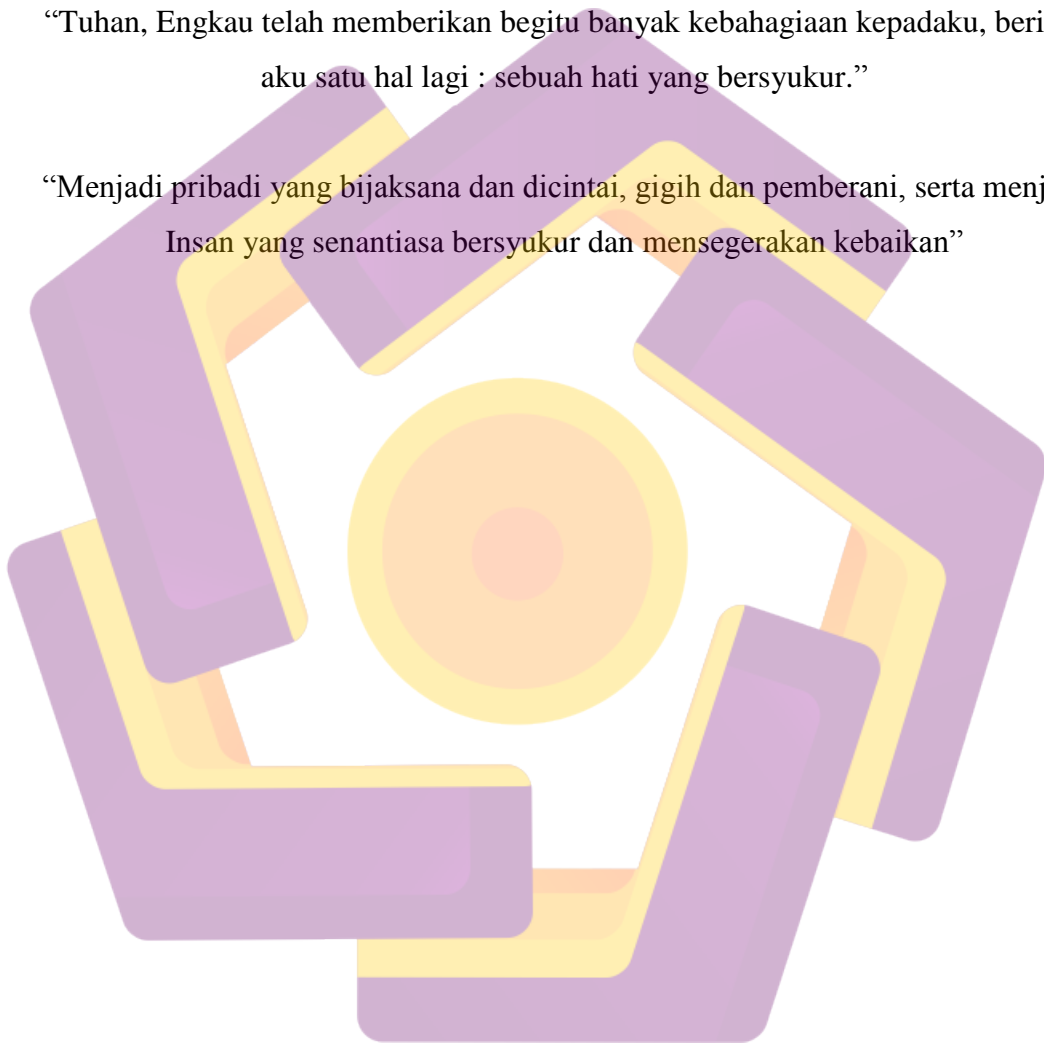 “Tuhan, Engkau telah memberikan begitu banyak kebahagiaan kepadaku, beri
aku satu hal lagi : sebuah hati yang bersyukur.”
“Menjadi pribadi yang bijaksana dan dicintai, gigih dan pemberani, serta menj
Insan yang senantiasa bersyukur dan mensegerakan kebaikan”